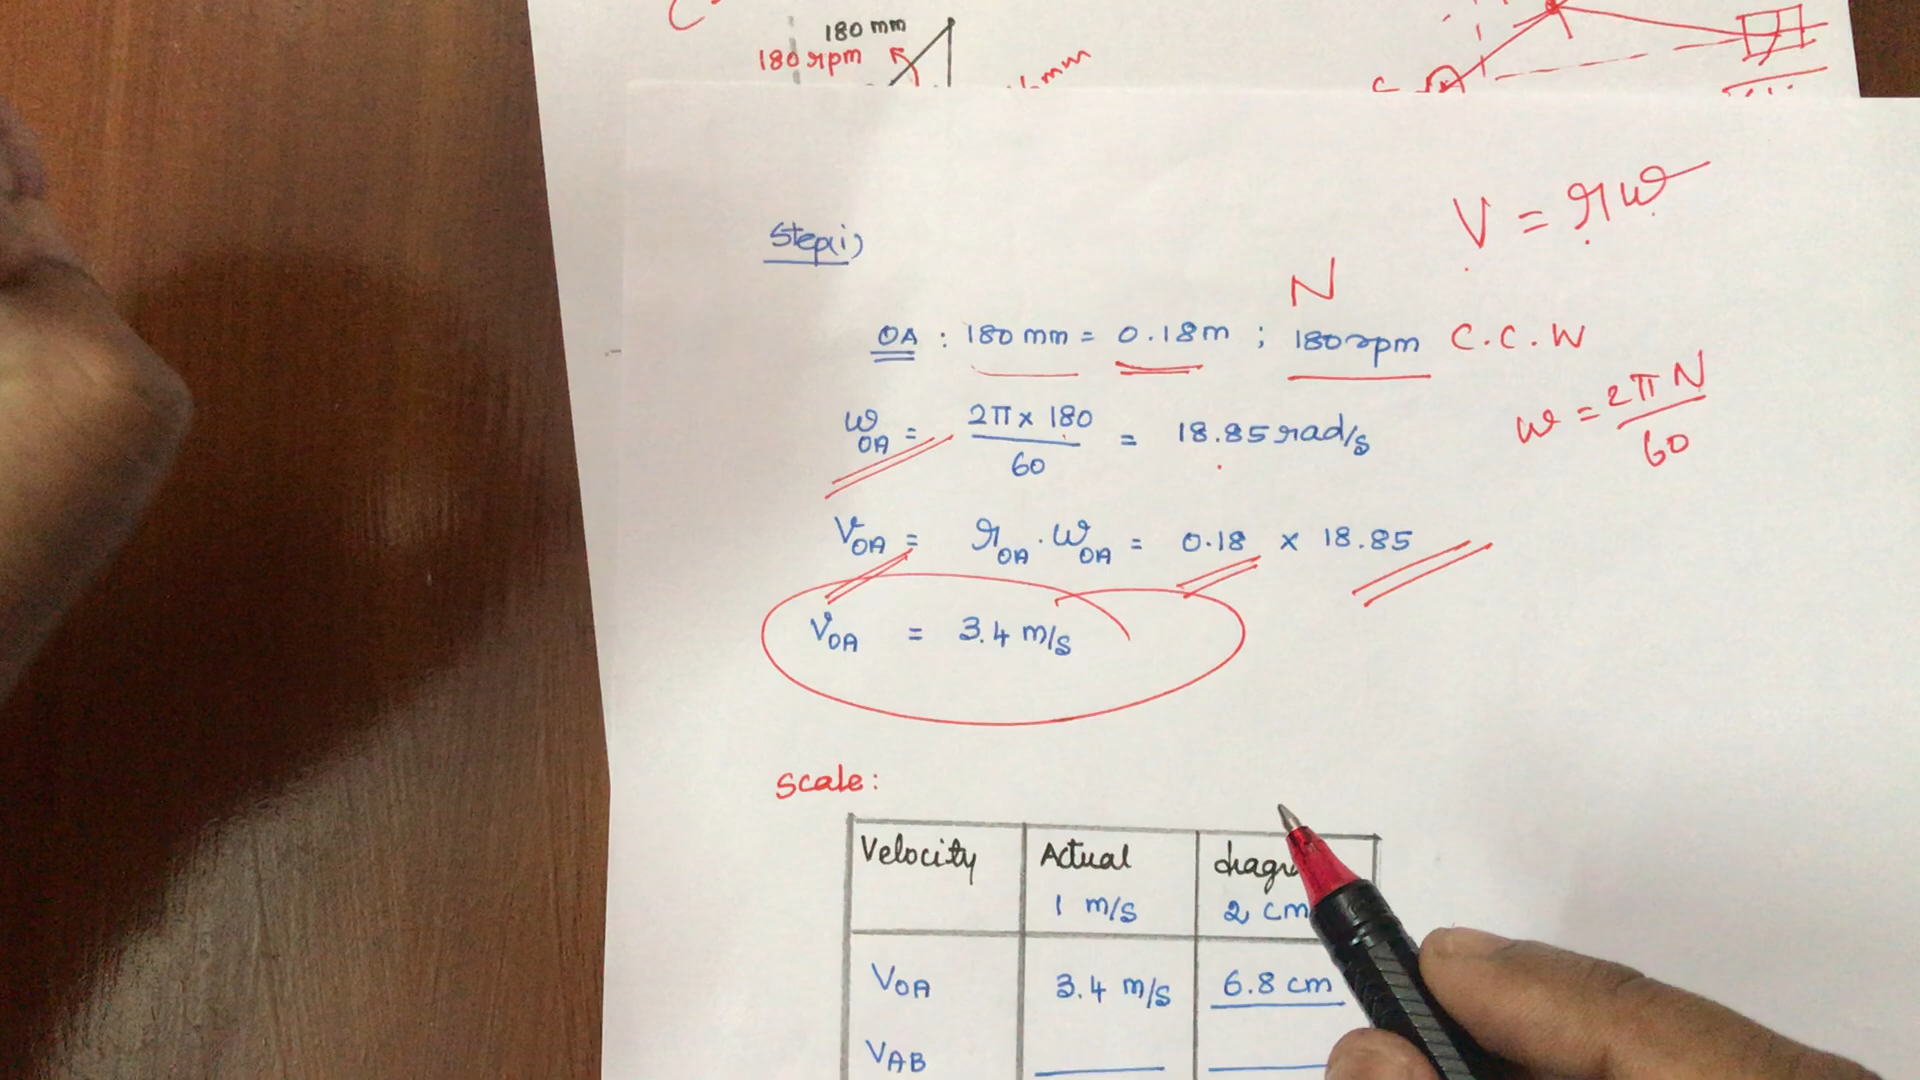 180 mm
180 rpm
mm
C
V = rω
Step(i)
N
OA : 180 mm = 0.18m ; 180 rpm C.C.W
ω = 2πN / 60
ωOA = 2π x 180 / 60 = 18.85 rad/s
VOA = rOA . ωOA = 0.18 x 18.85
VOA = 3.4 m/s
Scale:
Velocity Actual
1 m/s 2 cm
VOA 3.4 m/s 6.8 cm
VAB